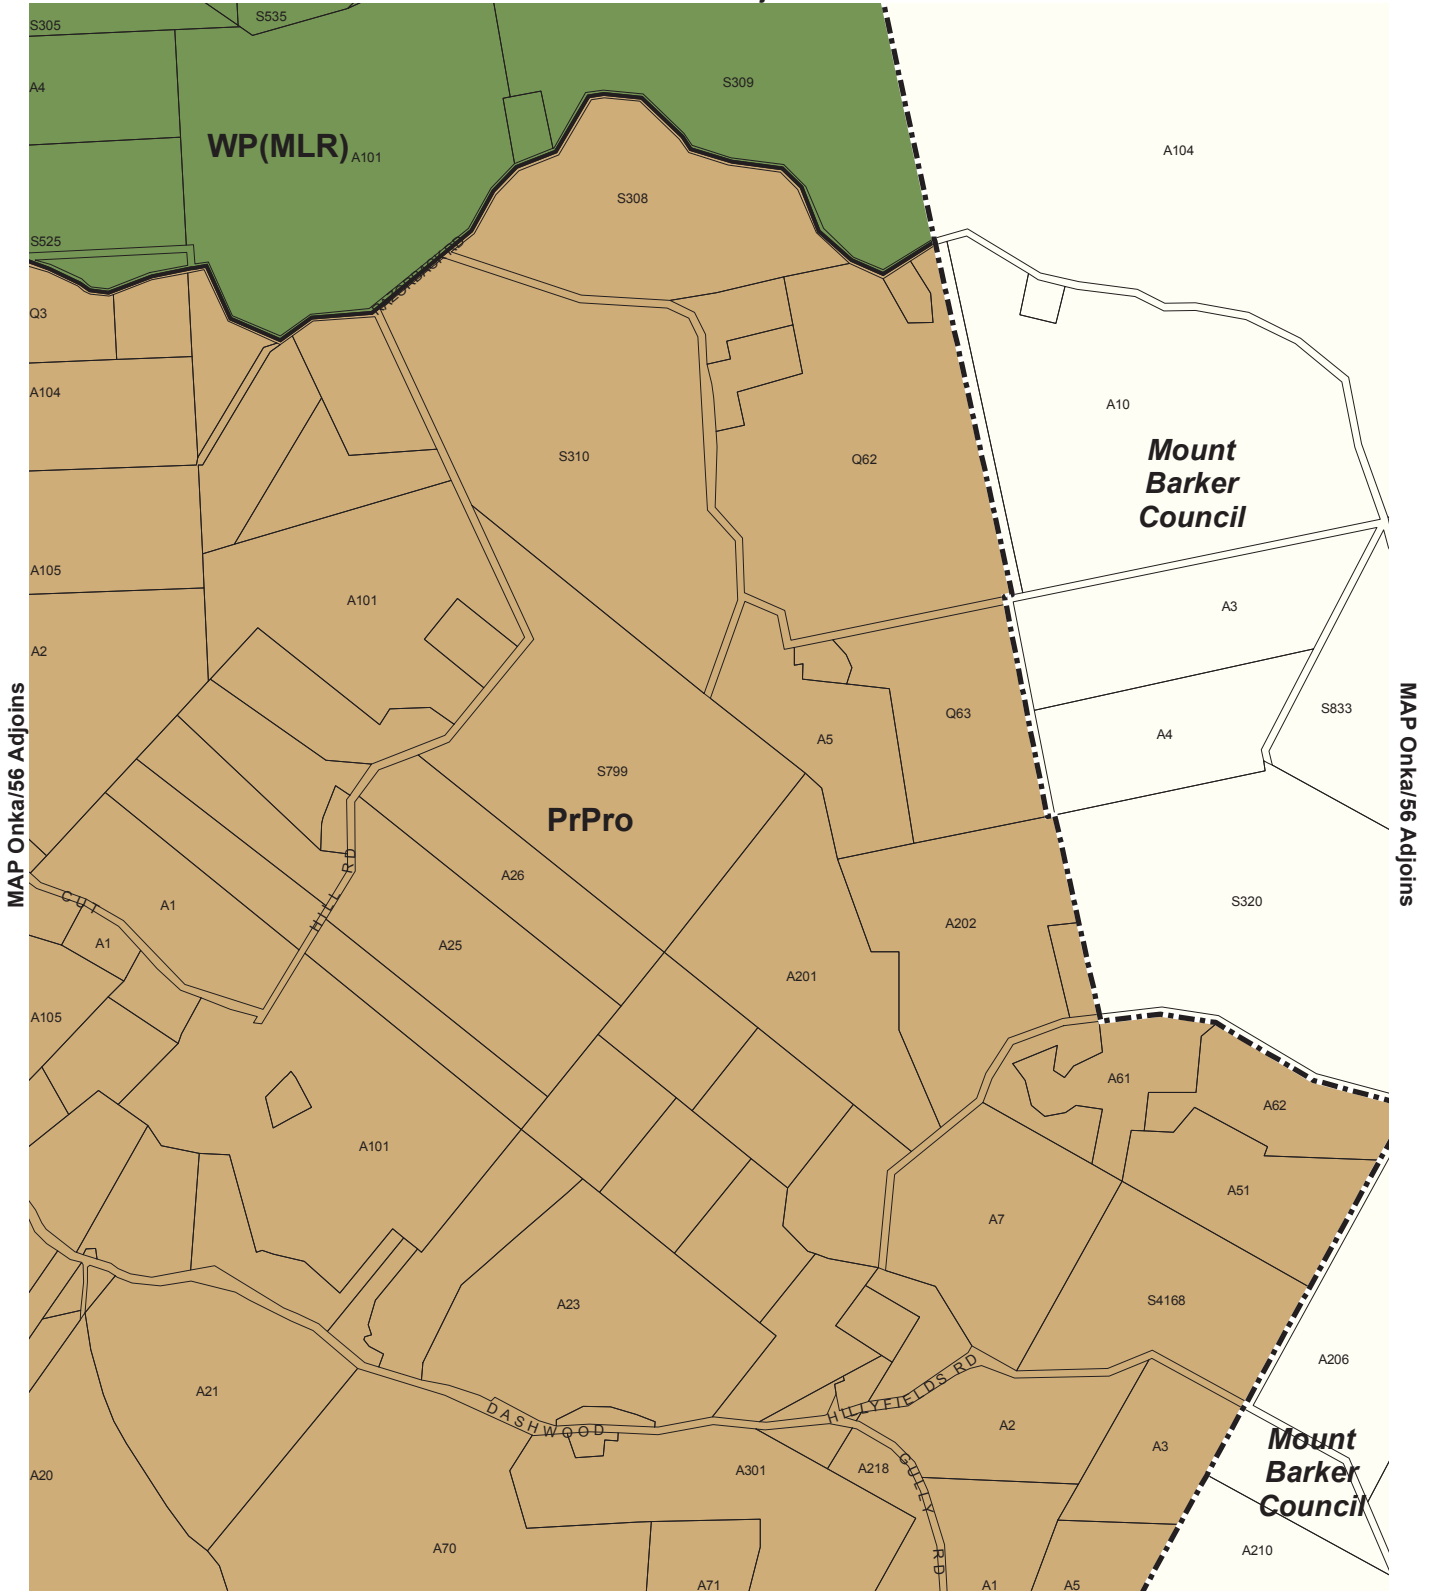 S305
S535
A4
S309
WP(MLR)
A101
A104
S308
S525
RAZORBACK RD
Q3
A104
A10
S310
Q62
Mount
Barker
Council
A105
A101
A3
A2
MAP Onka/56 Adjoins
MAP Onka/56 Adjoins
Q63
S833
A5
A4
S799
PrPro
HILL RD
A26
CUT
A1
S320
A1
A25
A202
A201
A105
A61
A62
A101
A51
A7
A23
S4168
A206
HILLYFIELDS RD
A21
DASHWOOD
GULLY RD
A2
Mount
Barker
Council
A3
A20
A301
A218
A70
A210
A71
A1
A5